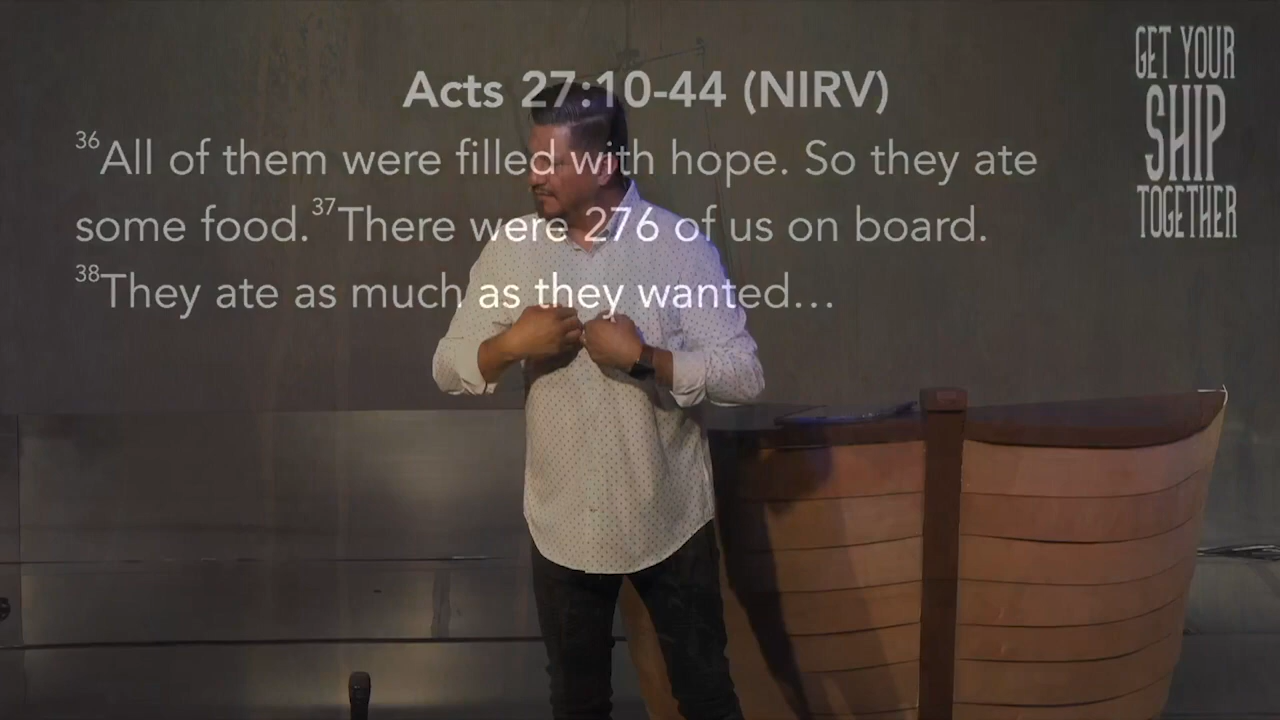 Acts 27:10-44 (NIRV)
36All of them were filled with hope. So they ate
some food. 37There were 276 of us on board.
38They ate as much as they wanted…
GET YOUR
SHIP
TOGETHER